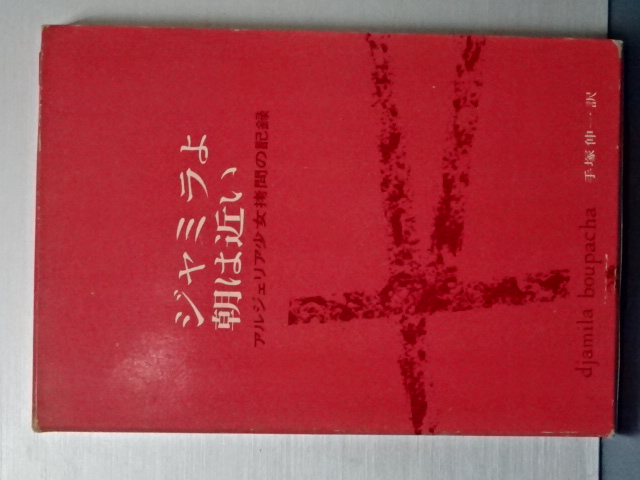 ジャミラよ
朝は近い
アルジェリア少女拷問の記録
djamila boupacha
手塚伸一訳